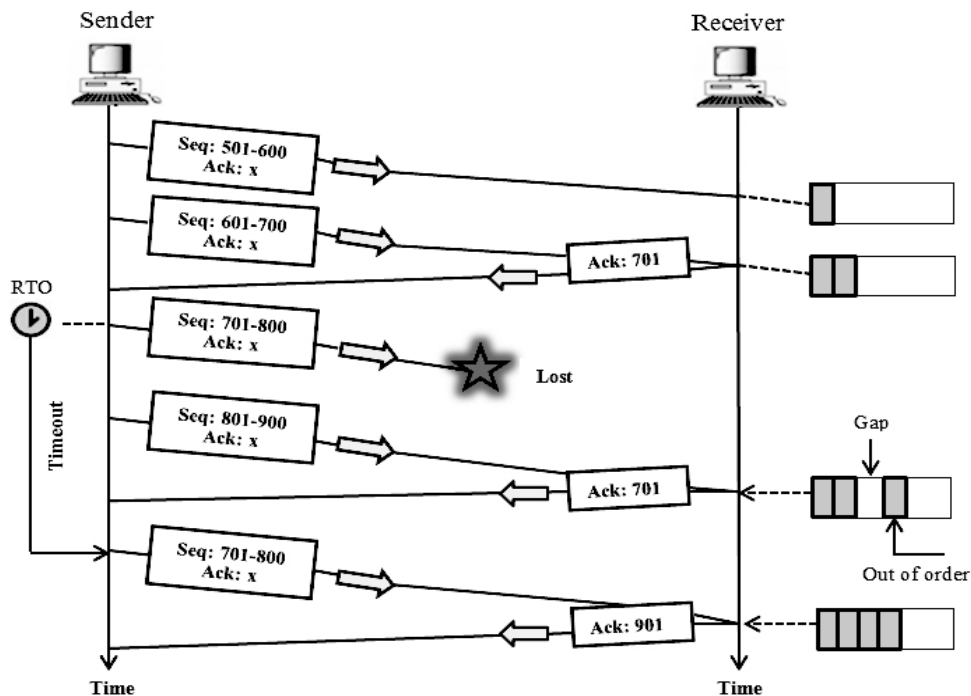 Sender
Receiver
Seq: 501-600
Ack: x
Seq: 601-700
Ack: x
Ack: 701
RTO
Seq: 701-800
Ack: x
Lost
Timeout
Seq: 801-900
Ack: x
Gap
Ack: 701
Seq: 701-800
Ack: x
Out of order
Ack: 901
Time
Time